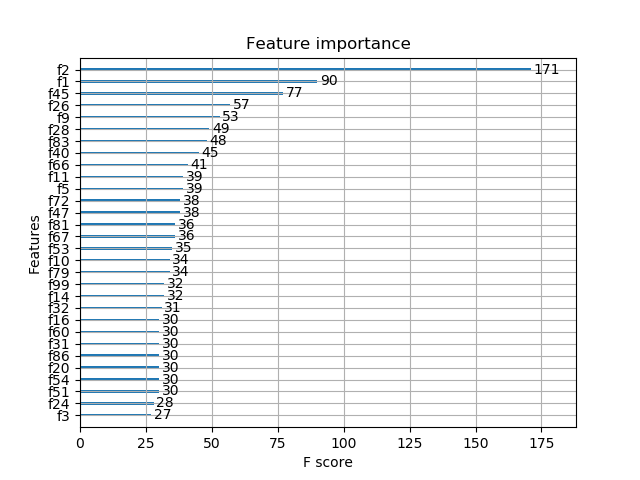 Feature importance
f2 171
f1 90
f45 77
f26 57
f9 53
f28 49
f83 48
f40 45
f66 41
f11 39
f5 39
f72 38
f47 38
f81 36
f67 36
f53 35
f10 34
f79 34
f99 32
f14 32
f32 31
f16 30
f60 30
f31 30
f86 30
f20 30
f54 30
f51 30
f24 28
f3 27
Features
0 25 50 75 100 125 150 175
F score